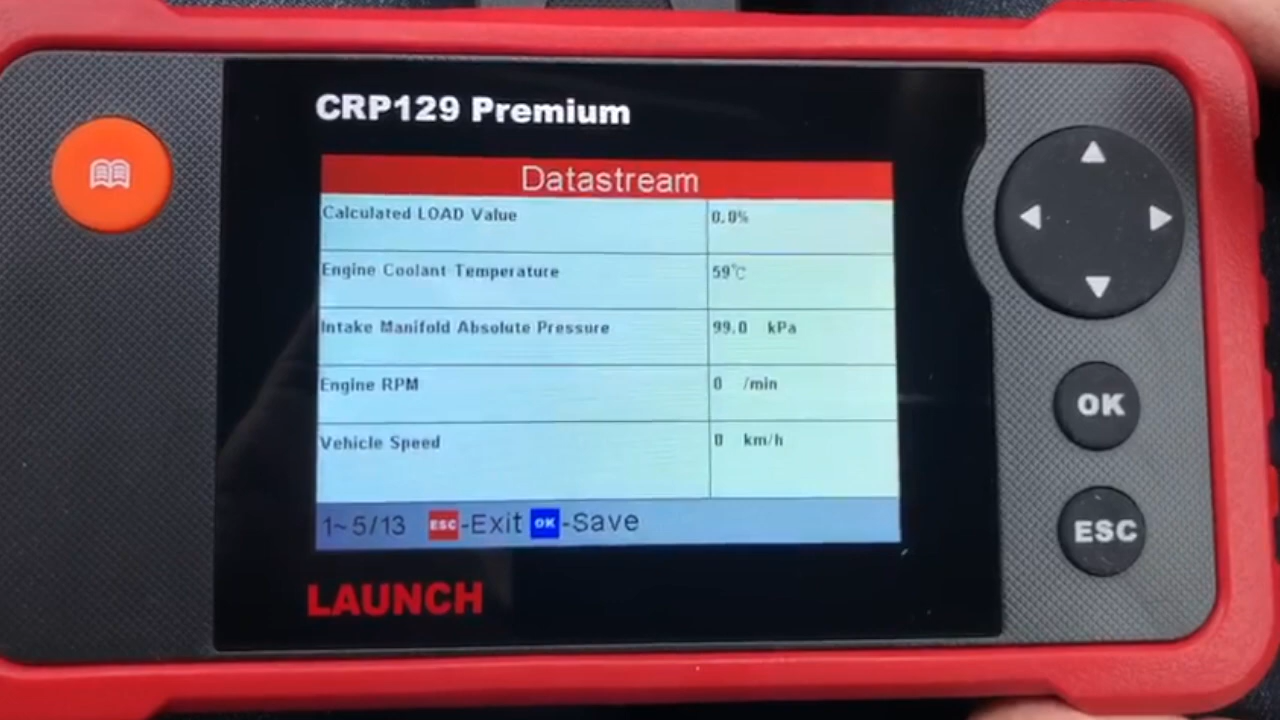 CRP129 Premium
Datastream
Calculated LOAD Value 0.0%
Engine Coolant Temperature 59℃
Intake Manifold Absolute Pressure 99.0 kPa
Engine RPM 0 /min
Vehicle Speed 0 km/h
1~5/13 ESC-Exit OK-Save
LAUNCH
OK
ESC